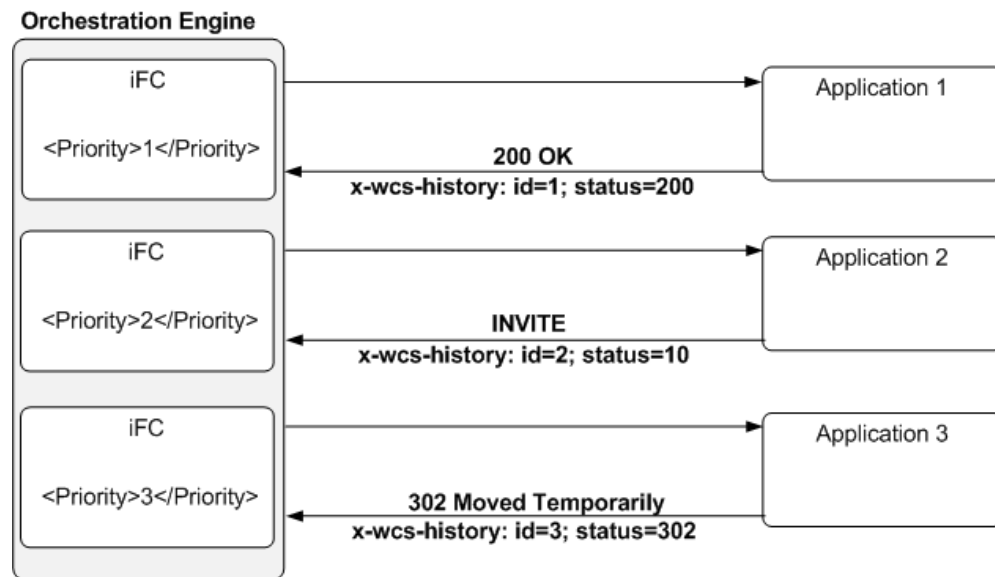 Orchestration Engine
iFC
<Priority>1</Priority>
Application 1
200 OK
x-wcs-history: id=1; status=200
iFC
<Priority>2</Priority>
Application 2
INVITE
x-wcs-history: id=2; status=10
iFC
<Priority>3</Priority>
Application 3
302 Moved Temporarily
x-wcs-history: id=3; status=302